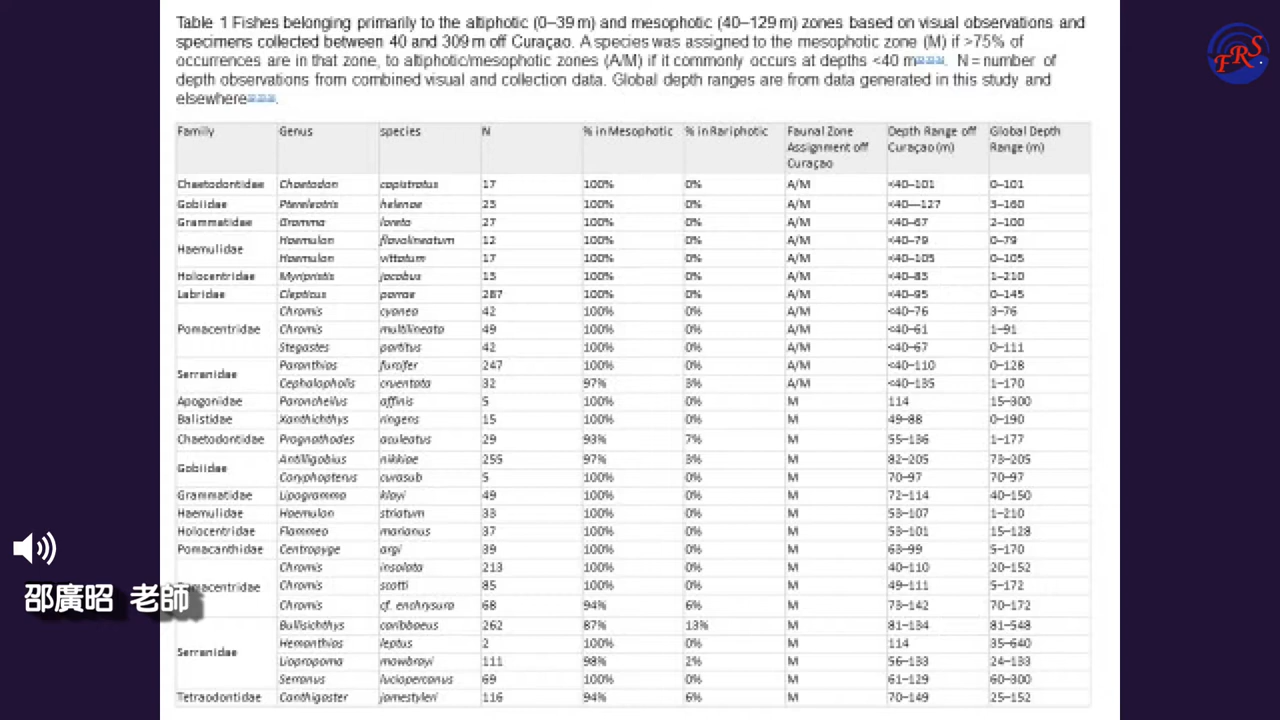 Table 1 Fishes belonging primarily to the altiphotic (0–39 m) and mesophotic (40–129 m) zones based on visual observations and
specimens collected between 40 and 309 m off Curaçao. A species was assigned to the mesophotic zone (M) if >75% of
occurrences are in that zone, to altiphotic/mesophotic zones (A/M) if it commonly occurs at depths <40 m. N = number of
depth observations from combined visual and collection data. Global depth ranges are from data generated in this study and
elsewhere.
FRS
Family Genus species N % in Mesophotic % in Rariphotic Faunal Zone Assignment off Curaçao Depth Range off Curaçao (m) Global Depth Range (m)
Chaetodontidae Chaetodon capistratus 17 100% 0% A/M <40–101 0–101
Gobiidae Ptereleotris helenae 25 100% 0% A/M <40—127 3–160
Grammatidae Gramma loreto 27 100% 0% A/M <40–67 2–100
Haemulidae Haemulon flavolineatum 12 100% 0% A/M <40–79 0–79
Haemulon vittatum 17 100% 0% A/M <40–105 0–105
Holocentridae Myripristis jacobus 13 100% 0% A/M <40–85 1–210
Labridae Clepticus parrae 287 100% 0% A/M <40–95 0–145
Pomacentridae Chromis cyanea 42 100% 0% A/M <40–76 3–76
Chromis multilineata 49 100% 0% A/M <40–61 1–91
Stegastes partitus 42 100% 0% A/M <40–67 0–111
Serranidae Paranthias furcifer 247 100% 0% A/M <40–110 0–128
Cephalopholis cruentata 32 97% 3% A/M <40–135 1–170
Apogonidae Paroncheilus affinis 5 100% 0% M 114 15–300
Balistidae Xanthichthys ringens 15 100% 0% M 49–88 0–190
Chaetodontidae Prognathodes aculeatus 29 93% 7% M 55–136 1–177
Gobiidae Antilligobius nikkiae 255 97% 3% M 82–205 73–205
Coryphopterus curasub 5 100% 0% M 70–97 70–97
Grammatidae Lipogramma klayi 49 100% 0% M 72–114 40–150
Haemulidae Haemulon striatum 33 100% 0% M 53–107 1–210
Holocentridae Flammeo marianus 37 100% 0% M 53–101 15–128
Pomacanthidae Centropyge argi 39 100% 0% M 63–99 5–170
macentridae Chromis insolata 213 100% 0% M 40–110 20–152
Chromis scotti 85 100% 0% M 49–111 5–172
Chromis cf. enchrysura 68 94% 6% M 73–142 70–172
Serranidae Bullisichthys caribbaeus 262 87% 13% M 81–134 81–548
Hemanthias leptus 2 100% 0% M 114 35–640
Liopropoma mowbrayi 111 98% 2% M 56–133 24–133
Serranus luciopercanus 69 100% 0% M 61–129 60–300
Tetraodontidae Canthigaster jamestyleri 116 94% 6% M 70–149 25–152
邵廣昭 老師